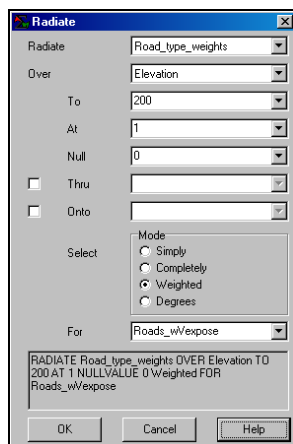 Radiate
Radiate Road_type_weights
Over Elevation
To 200
At 1
Null 0
Thru
Onto
Select
Mode
Simply
Completely
Weighted
Degrees
For Roads_wVexpose
RADIATE Road_type_weights OVER Elevation TO
200 AT 1 NULLVALUE 0 Weighted FOR
Roads_wVexpose
OK Cancel Help